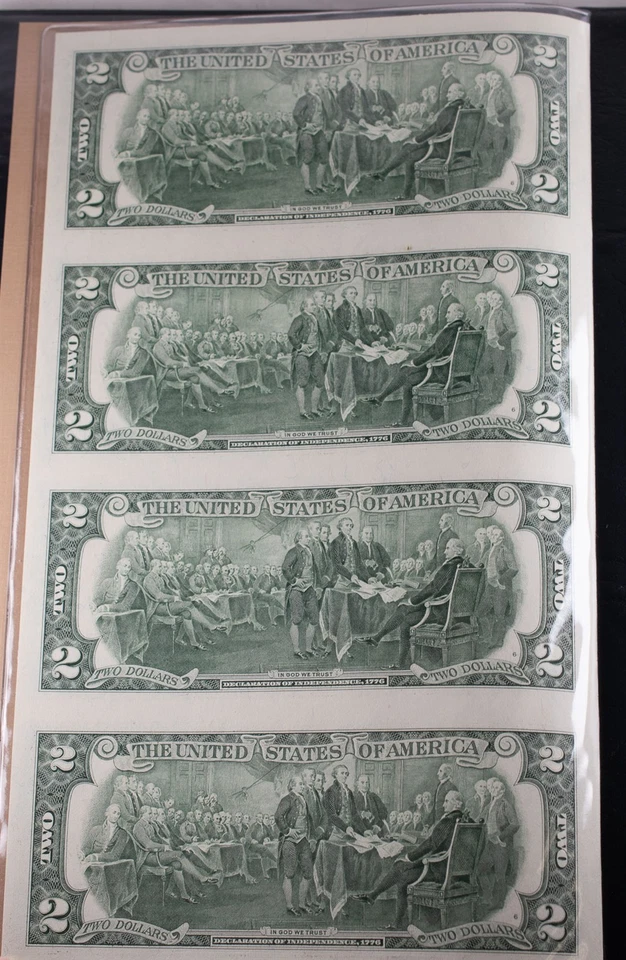 2 THE UNITED STATES OF AMERICA 2
TWO TWO
2 TWO DOLLARS IN GOD WE TRUST TWO DOLLARS 2
DECLARATION OF INDEPENDENCE, 1776
2 THE UNITED STATES OF AMERICA 2
TWO TWO
2 TWO DOLLARS IN GOD WE TRUST TWO DOLLARS 2
DECLARATION OF INDEPENDENCE, 1776
2 THE UNITED STATES OF AMERICA 2
TWO TWO
2 TWO DOLLARS IN GOD WE TRUST TWO DOLLARS 2
DECLARATION OF INDEPENDENCE, 1776
2 THE UNITED STATES OF AMERICA 2
TWO TWO
2 TWO DOLLARS IN GOD WE TRUST TWO DOLLARS 2
DECLARATION OF INDEPENDENCE, 1776